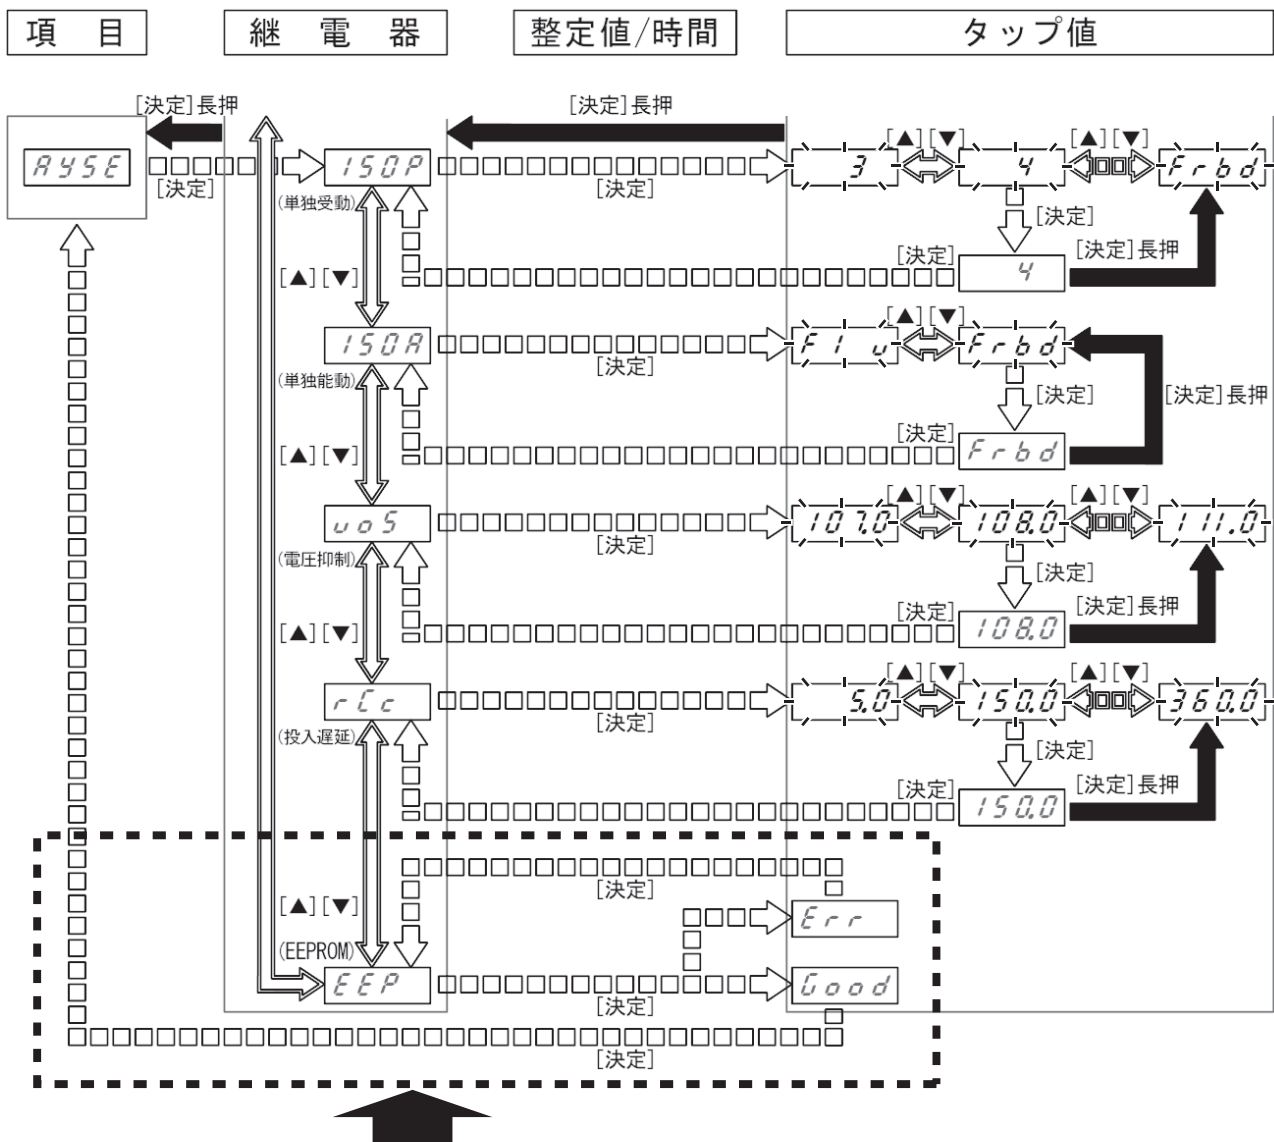 項 目
継 電 器
整定値/時間
タップ値
[決定]長押
[決定]長押
AYSE
[決定]
ISOP
(単独受動)
[決定]
3
[▲][▼]
4
[▲][▼]
Frbd
[決定]
[決定]
4
[決定]長押
[▲][▼]
ISOA
(単独能動)
[決定]
F1 u
[▲][▼]
Frbd
[決定]
[決定]長押
[決定]
Frbd
[▲][▼]
uoS
(電圧抑制)
[決定]
107.0
[▲][▼]
108.0
[▲][▼]
111.0
[決定]
[決定]
108.0
[決定]長押
[▲][▼]
rCc
(投入遅延)
[決定]
5.0
[▲][▼]
150.0
[▲][▼]
360.0
[決定]
[決定]
150.0
[決定]長押
[決定]
[▲][▼]
Err
(EEPROM)
EEP
[決定]
Good
[決定]